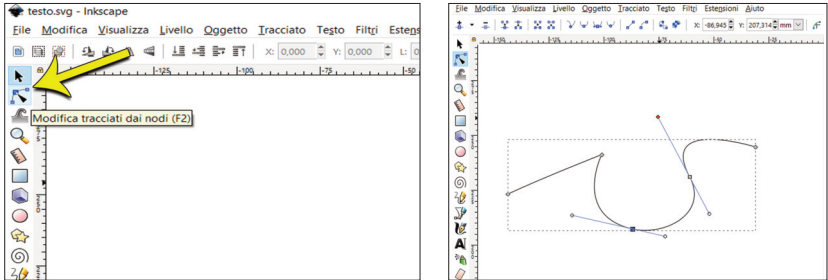 testo.svg - Inkscape
File Modifica Visualizza Livello Oggetto Tracciato Testo Filtri Estens
X: 0,000 Y: 0,000 L: 0
-125 -100 -50
Modifica tracciati dai nodi (F2)
File Modifica Visualizza Livello Oggetto Tracciato Testo Filtri Estensioni Aiuto
X: -86,945 Y: 207,314 mm